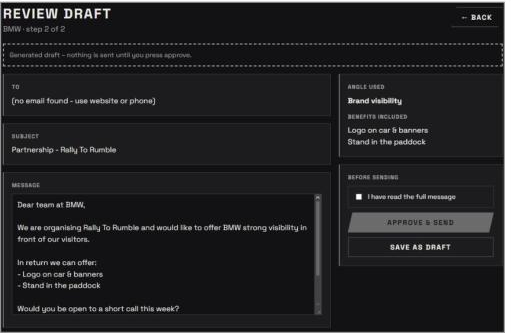 REVIEW DRAFT
BMW · step 2 of 2
← BACK
Generated draft – nothing is sent until you press approve.
TO
(no email found - use website or phone)
SUBJECT
Partnership - Rally To Rumble
MESSAGE
Dear team at BMW,
We are organising Rally To Rumble and would like to offer BMW strong visibility in
front of our visitors.
In return we can offer:
- Logo on car & banners
- Stand in the paddock
Would you be open to a short call this week?
ANGLE USED
Brand visibility
BENEFITS INCLUDED
Logo on car & banners
Stand in the paddock
BEFORE SENDING
I have read the full message
APPROVE & SEND
SAVE AS DRAFT